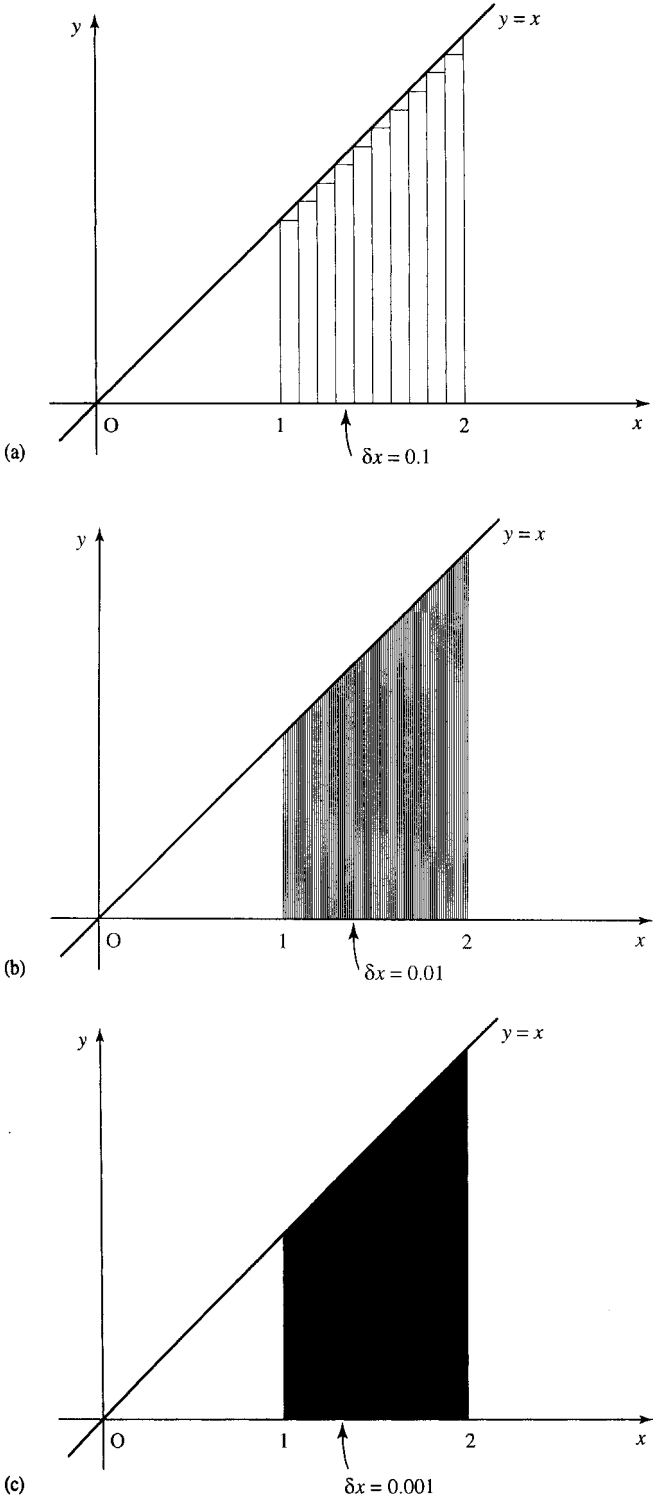 y
y = x
O
1
2
x
(a)
δx = 0.1
y
y = x
O
1
2
x
(b)
δx = 0.01
y
y = x
O
1
2
x
(c)
δx = 0.001